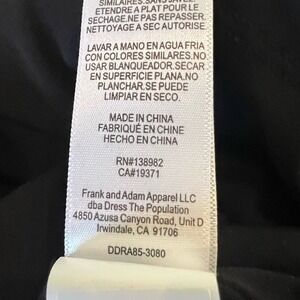 SIMILAIRES.SANS JAVEL.
ETENDRE A PLAT POUR LE
SECHAGE.NE PAS REPASSER.
NETTOYAGE A SEC AUTORISE.
LAVAR A MANO EN AGUA FRIA
CON COLORES SIMILARES.NO
USAR BLANQUEADOR.SECAR
EN SUPERFICIE PLANA.NO
PLANCHAR.SE PUEDE
LIMPIAR EN SECO.
MADE IN CHINA
FABRIQUÉ EN CHINE
HECHO EN CHINA
RN#138982
CA#19371
Frank and Adam Apparel LLC
dba Dress The Population
4850 Azusa Canyon Road, Unit D
Irwindale, CA 91706
DDRA85-3080